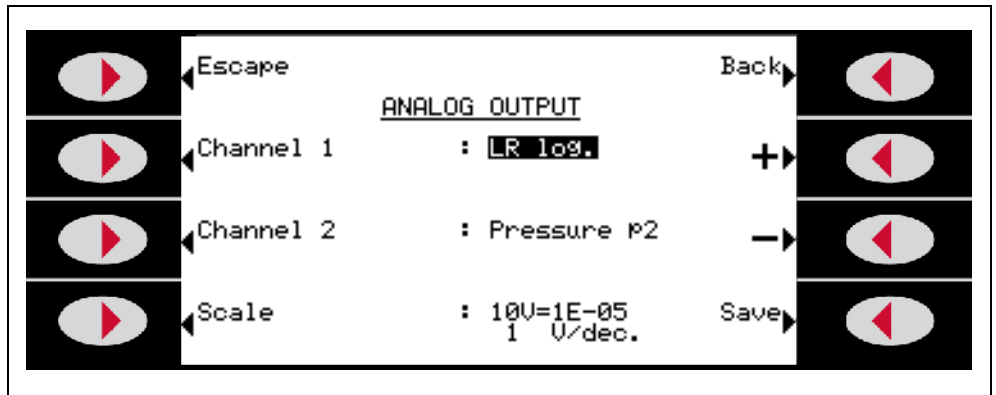 Escape Back
ANALOG OUTPUT
Channel 1 : LR log. +
Channel 2 : Pressure p2 −
Scale : 10V=1E-05 Save
1 V/dec.